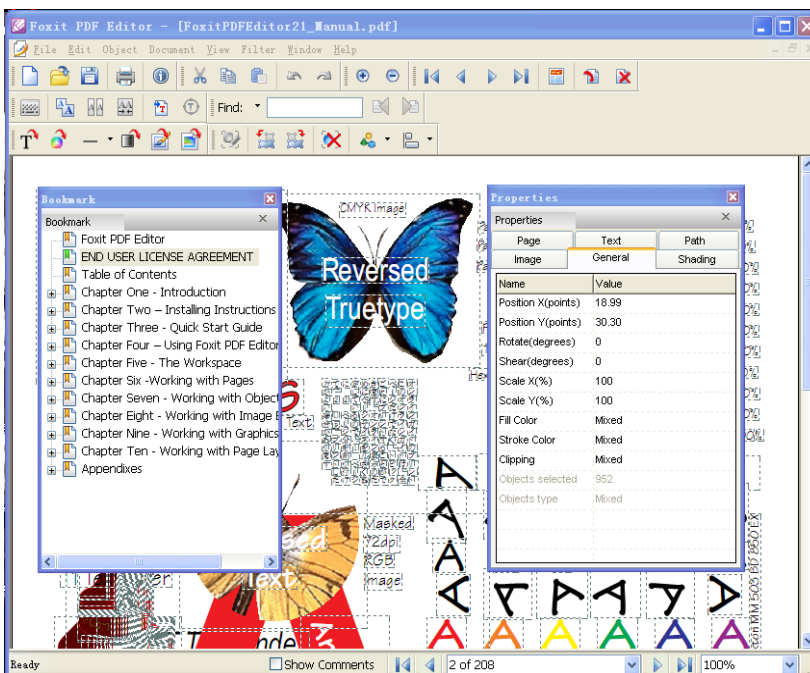 Foxit PDF Editor - [FoxitPDFEditor21_Manual.pdf]
File Edit Object Document View Filter Window Help
Find:
Bookmark
Bookmark
Foxit PDF Editor
END USER LICENSE AGREEMENT
Table of Contents
Chapter One - Introduction
Chapter Two – Installing Instructions
Chapter Three - Quick Start Guide
Chapter Four – Using Foxit PDF Editor
Chapter Five - The Workspace
Chapter Six -Working with Pages
Chapter Seven - Working with Object
Chapter Eight - Working with Image
Chapter Nine - Working with Graphics
Chapter Ten - Working with Page Lay
Appendixes
CMYK Image
Reversed
Truetype
Text
Masked
72dpi
RGB
Image
Text
Properties
Properties
Page Text Path
Image General Shading
Name Value
Position X(points) 18.99
Position Y(points) 30.30
Rotate(degrees) 0
Shear(degrees) 0
Scale X(%) 100
Scale Y(%) 100
Fill Color Mixed
Stroke Color Mixed
Clipping Mixed
Objects selected 952
Objects type Mixed
A
A
A
A A A A A A
A A A A A A
Ready
Show Comments
2 of 208
100%